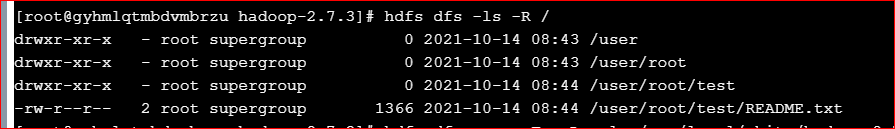 [root@gyhmlqtmbdvmbrzu hadoop-2.7.3]# hdfs dfs -ls -R /
drwxr-xr-x   - root supergroup          0 2021-10-14 08:43 /user
drwxr-xr-x   - root supergroup          0 2021-10-14 08:43 /user/root
drwxr-xr-x   - root supergroup          0 2021-10-14 08:44 /user/root/test
-rw-r--r--   2 root supergroup       1366 2021-10-14 08:44 /user/root/test/README.txt